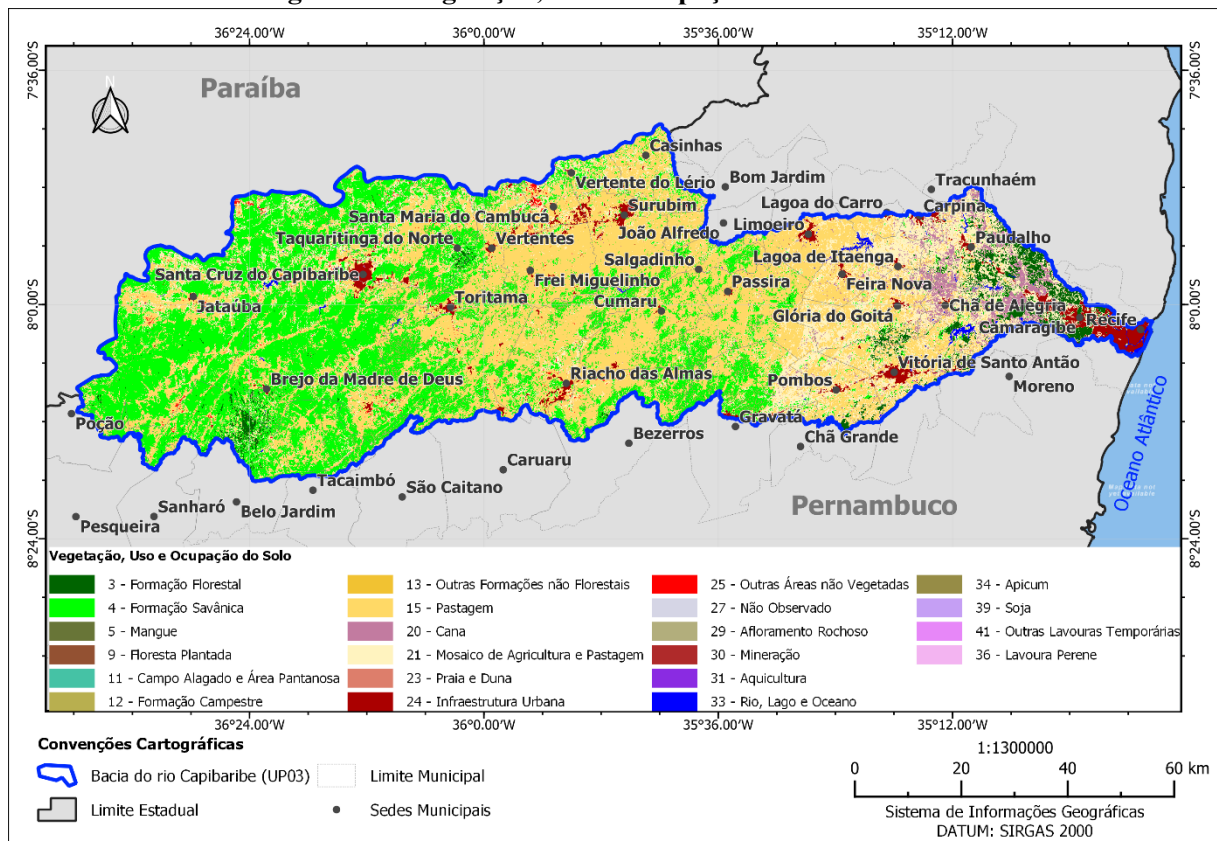 36°24.00'W 36°0.00'W 35°36.00'W 35°12.00'W
7°36.00'S 7°36.00'S
N
Paraíba
Casinhas
Vertente do Lério
Bom Jardim
Tracunhaém
Santa Maria do Cambucá
Surubim
Lagoa do Carro
Carpina
João Alfredo
Limoeiro
Taquaritinga do Norte
Vertentes
Paudalho
Santa Cruz do Capibaribe
Salgadinho
Lagoa de Itaenga
Frei Miguelinho
Passira
Feira Nova
Jataúba
Toritama
Cumaru
Glória do Goitá
Chã de Alegria
8°0.00'S 8°0.00'S
Recife
Camaragibe
Brejo da Madre de Deus
Riacho das Almas
Vitória de Santo Antão
Pombos
Moreno
Poção
Gravatá
Bezerros
Chã Grande
Oceano Atlântico
Caruaru
Tacaimbó
São Caitano
Pernambuco
Sanharó
Belo Jardim
Pesqueira
8°24.00'S 8°24.00'S
Vegetação, Uso e Ocupação do Solo
3 - Formação Florestal
4 - Formação Savânica
5 - Mangue
9 - Floresta Plantada
11 - Campo Alagado e Área Pantanosa
12 - Formação Campestre
13 - Outras Formações não Florestais
15 - Pastagem
20 - Cana
21 - Mosaico de Agricultura e Pastagem
23 - Praia e Duna
24 - Infraestrutura Urbana
25 - Outras Áreas não Vegetadas
27 - Não Observado
29 - Afloramento Rochoso
30 - Mineração
31 - Aquicultura
33 - Rio, Lago e Oceano
34 - Apicum
39 - Soja
41 - Outras Lavouras Temporárias
36 - Lavoura Perene
36°24.00'W 36°0.00'W 35°36.00'W 35°12.00'W
Convenções Cartográficas
Bacia do rio Capibaribe (UP03)
Limite Municipal
Limite Estadual
Sedes Municipais
1:1300000
0 20 40 60 km
Sistema de Informações Geográficas
DATUM: SIRGAS 2000